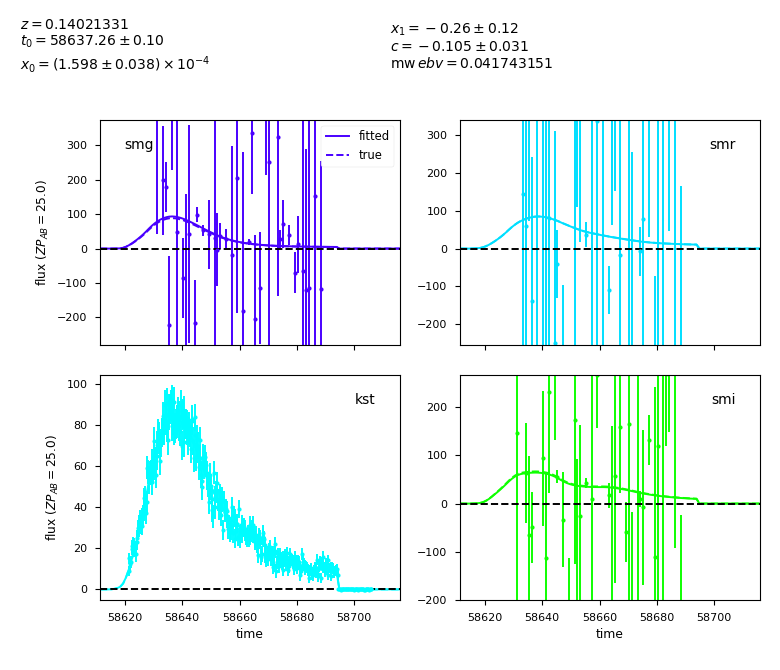 z = 0.14021331
t₀ = 58637.26 ± 0.10
x₀ = (1.598 ± 0.038) × 10⁻⁴
x₁ = −0.26 ± 0.12
c = −0.105 ± 0.031
mw ebv = 0.041743151
smg
fitted
true
300
200
100
0
−100
−200
flux (ZP_AB = 25.0)
smr
300
200
100
0
−100
−200
kst
100
80
60
40
20
0
flux (ZP_AB = 25.0)
58620 58640 58660 58680 58700
time
smi
200
100
0
−100
−200
58620 58640 58660 58680 58700
time